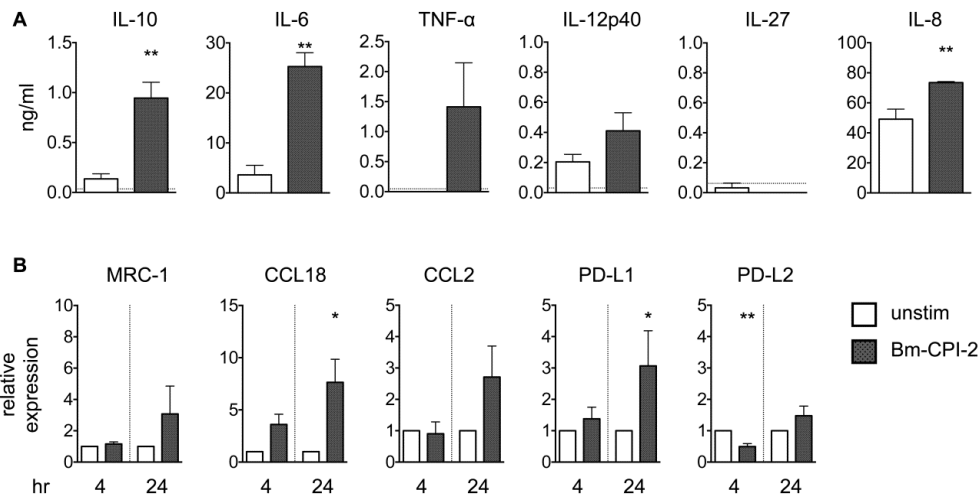 A
IL-10 IL-6 TNF-α IL-12p40 IL-27 IL-8
ng/ml
1.5 1.0 0.5 0.0
30 20 10 0
2.5 2.0 1.5 1.0 0.5 0.0
1.0 0.8 0.6 0.4 0.2 0.0
1.0 0.8 0.6 0.4 0.2 0.0
100 80 60 40 20 0
** ** **
B
MRC-1 CCL18 CCL2 PD-L1 PD-L2
relative
expression
10 8 6 4 2 0
15 10 5 0
5 4 3 2 1 0
5 4 3 2 1 0
5 4 3 2 1 0
* * **
unstim
Bm-CPI-2
hr 4 24 4 24 4 24 4 24 4 24